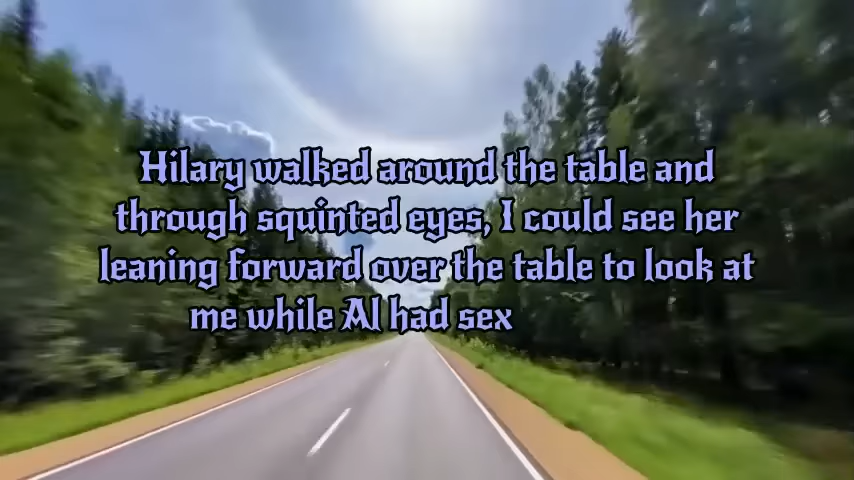 Hilary walked around the table and
through squinted eyes, I could see her
leaning forward over the table to look at
me while Al had sex